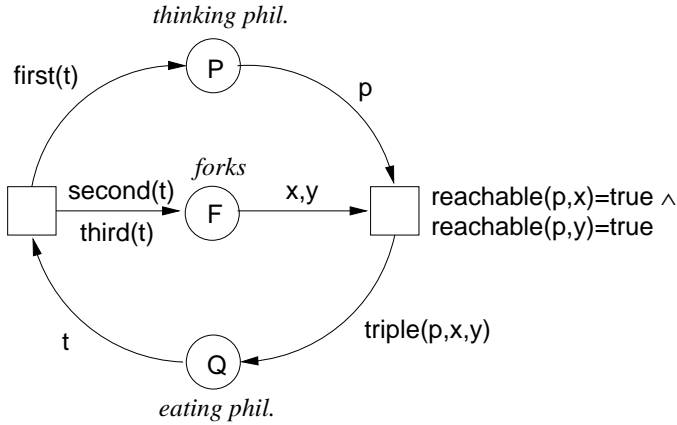 thinking phil.
first(t)
P
p
forks
second(t)
third(t)
F
x,y
reachable(p,x)=true ∧
reachable(p,y)=true
t
triple(p,x,y)
Q
eating phil.